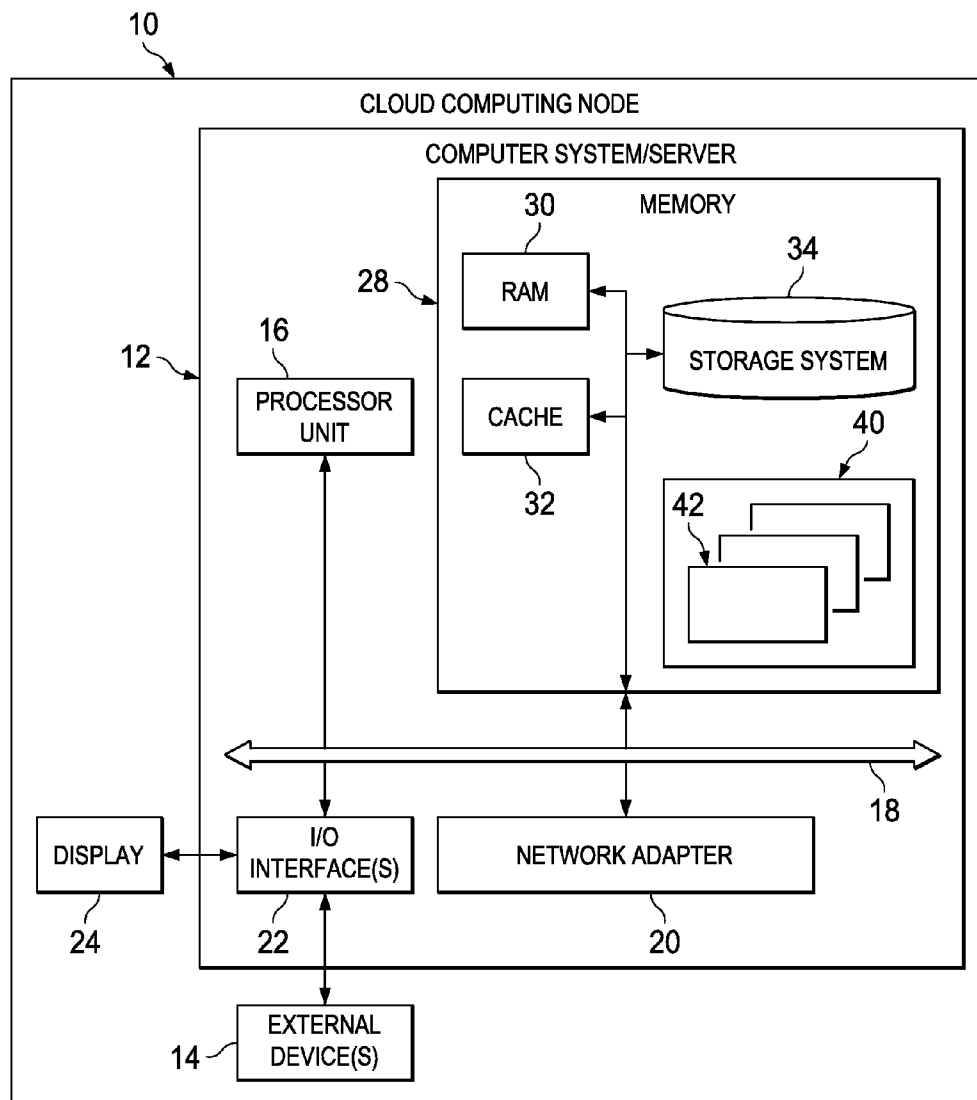 10
CLOUD COMPUTING NODE
COMPUTER SYSTEM/SERVER
MEMORY
30
34
28
RAM
16
12
STORAGE SYSTEM
PROCESSOR
UNIT
CACHE
40
32
42
18
DISPLAY
I/O
INTERFACE(S)
NETWORK ADAPTER
24
22
20
EXTERNAL
DEVICE(S)
14